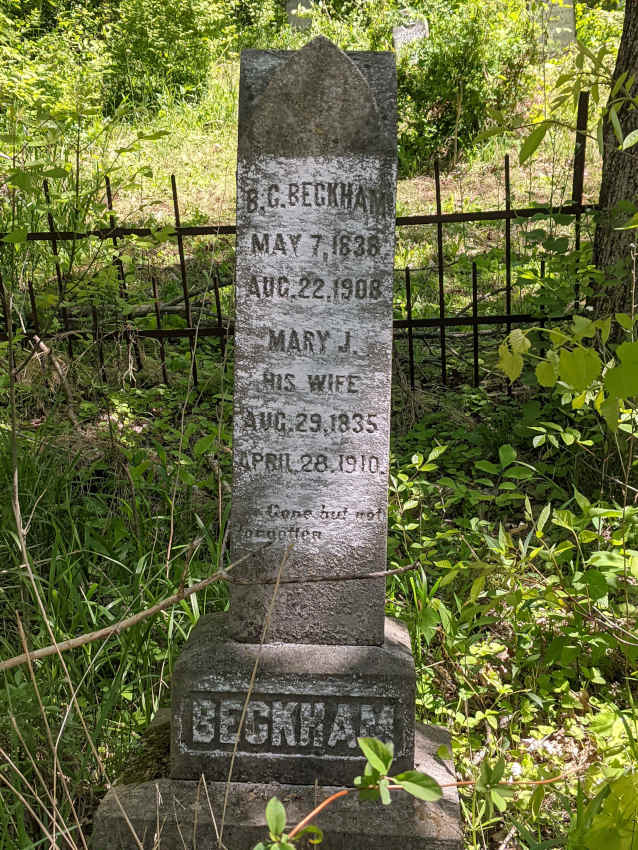 B.C. BECKHAM
MAY 7, 1838
AUG. 22. 1908
MARY J.
HIS WIFE
AUG. 29. 1835
APRIL. 28. 1910.
Gone but not
forgotten
BECKHAM